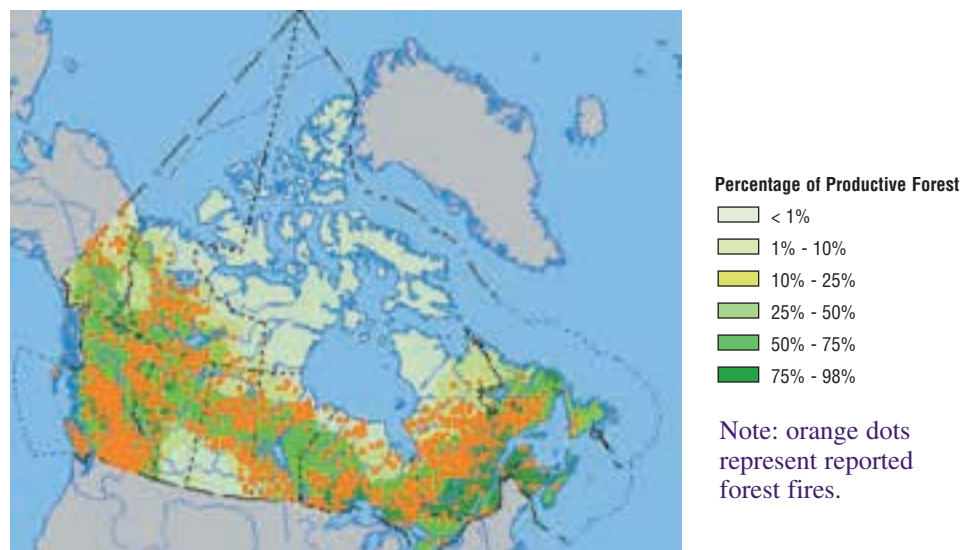 Percentage of Productive Forest
< 1%
1% - 10%
10% - 25%
25% - 50%
50% - 75%
75% - 98%
Note: orange dots
represent reported
forest fires.